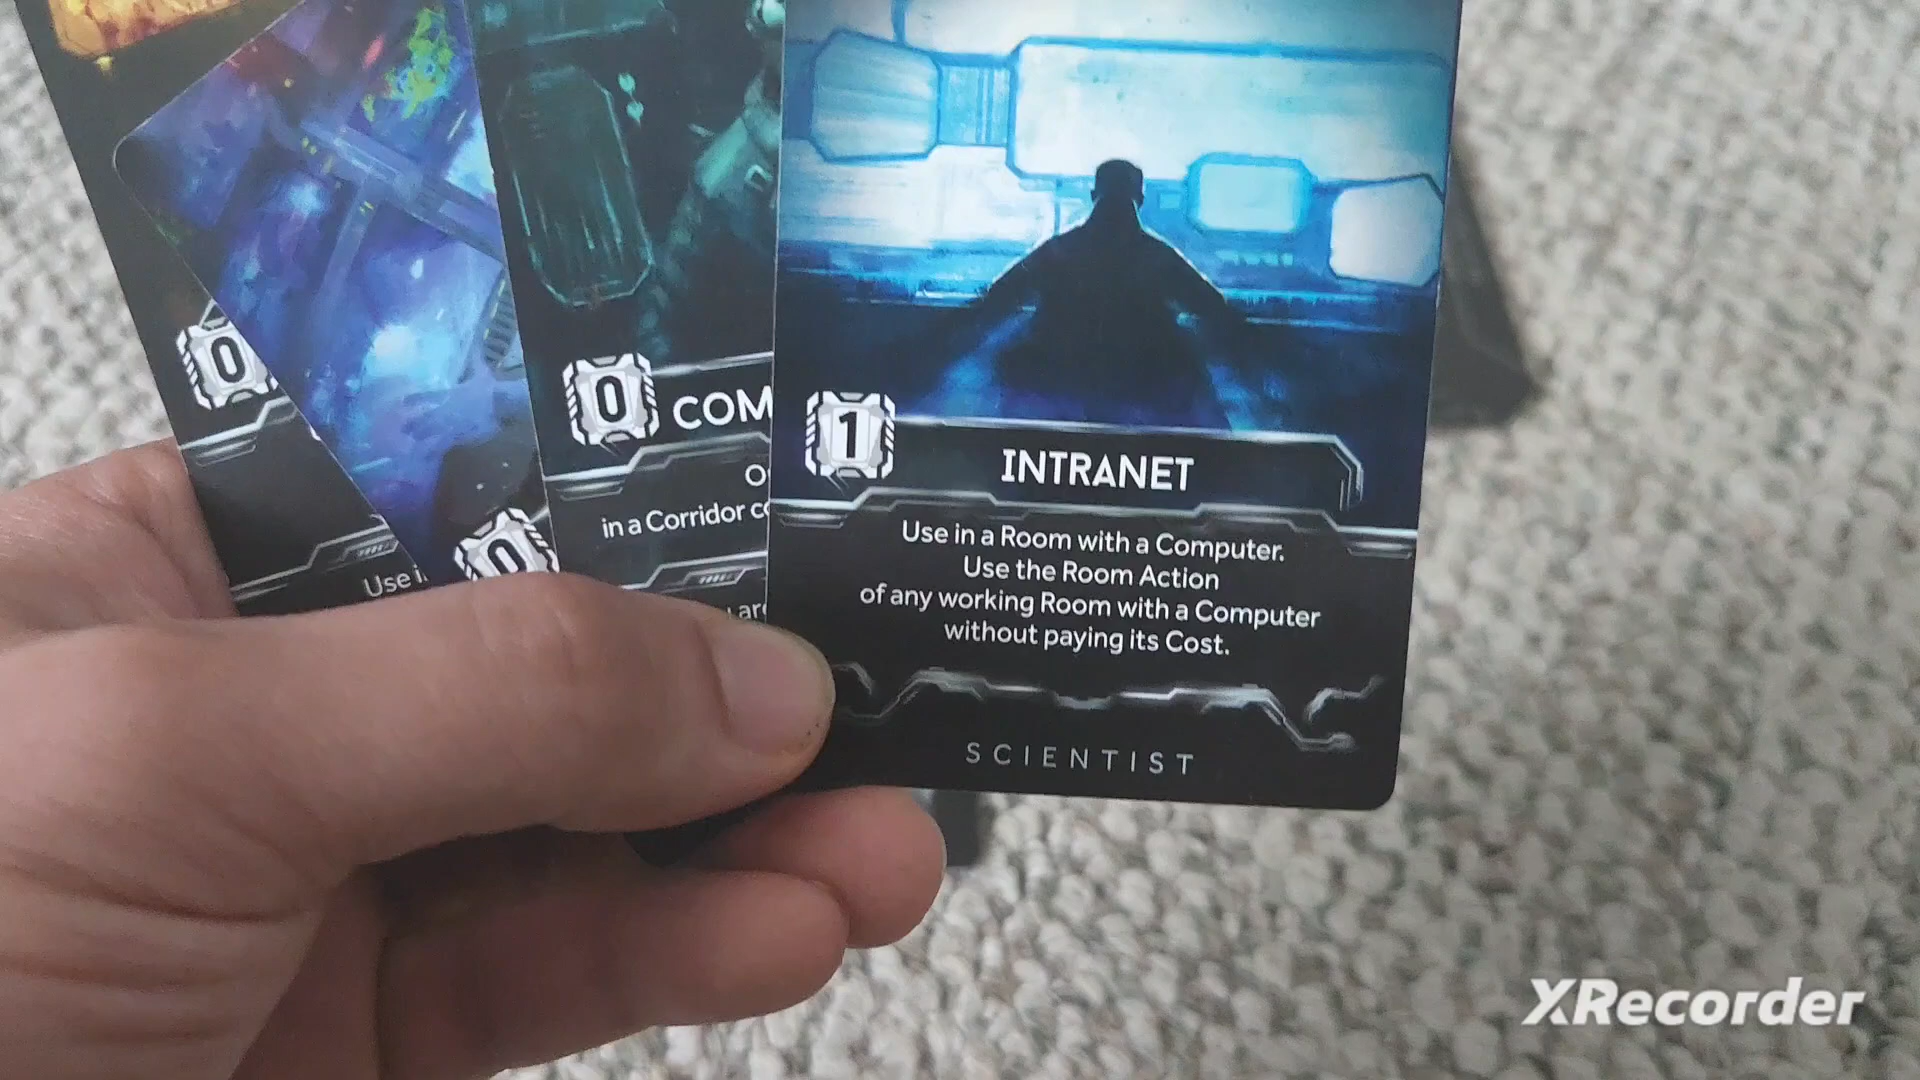 0
0
0
COM
in a Corridor
Use
1
INTRANET
Use in a Room with a Computer.
Use the Room Action
of any working Room with a Computer
without paying its Cost.
SCIENTIST
XRecorder